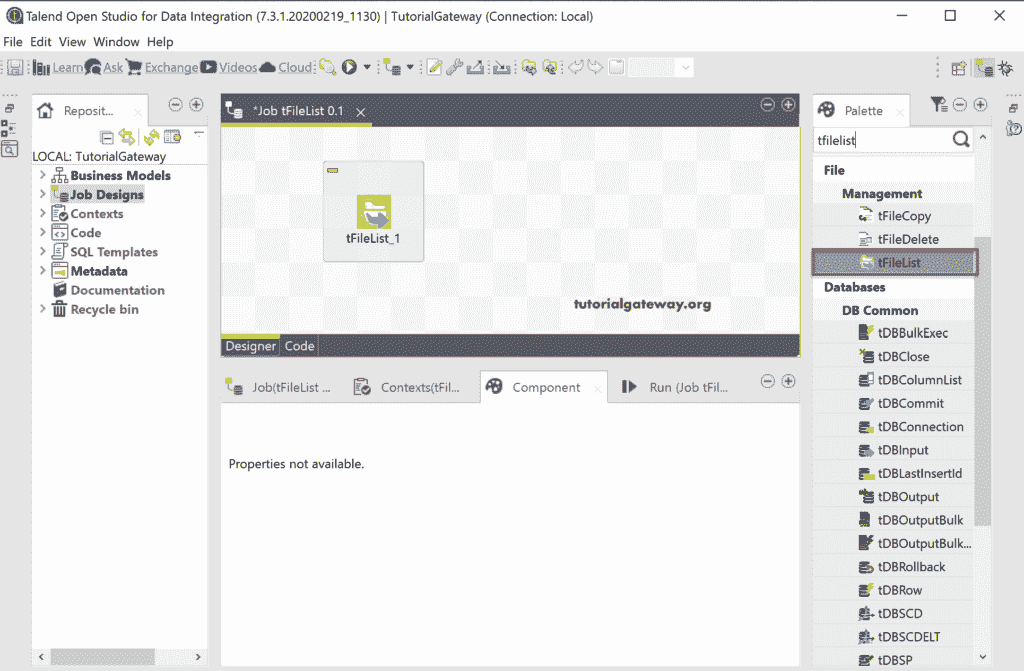 Talend Open Studio for Data Integration (7.3.1.20200219_1130) | TutorialGateway (Connection: Local)
File Edit View Window Help
Learn Ask Exchange Videos Cloud
Reposit...
LOCAL: TutorialGateway
Business Models
Job Designs
Contexts
Code
SQL Templates
Metadata
Documentation
Recycle bin
*Job tFileList 0.1
tFileList_1
tutorialgateway.org
Designer Code
Job(tFileList ... Contexts(tFil... Component Run (Job tFil...
Properties not available.
Palette
tfilelist
File
Management
tFileCopy
tFileDelete
tFileList
Databases
DB Common
tDBBulkExec
tDBClose
tDBColumnList
tDBCommit
tDBConnection
tDBInput
tDBLastInsertId
tDBOutput
tDBOutputBulk
tDBOutputBulk...
tDBRollback
tDBRow
tDBSCD
tDBSCDELT
tDBSP